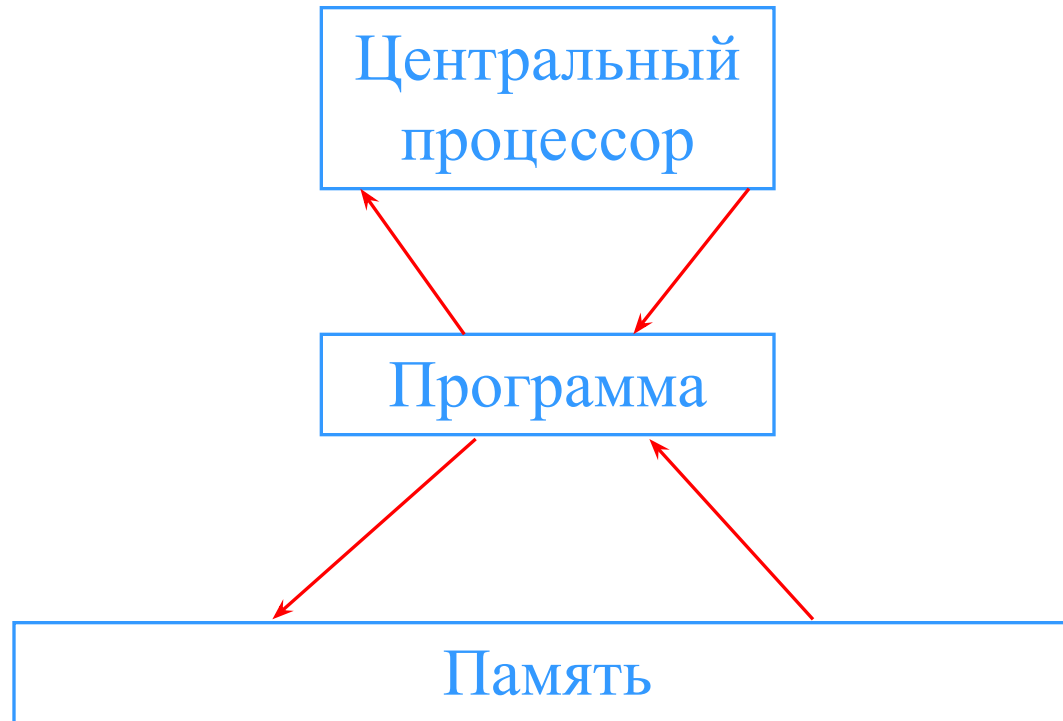 Центральный
процессор
Программа
Память